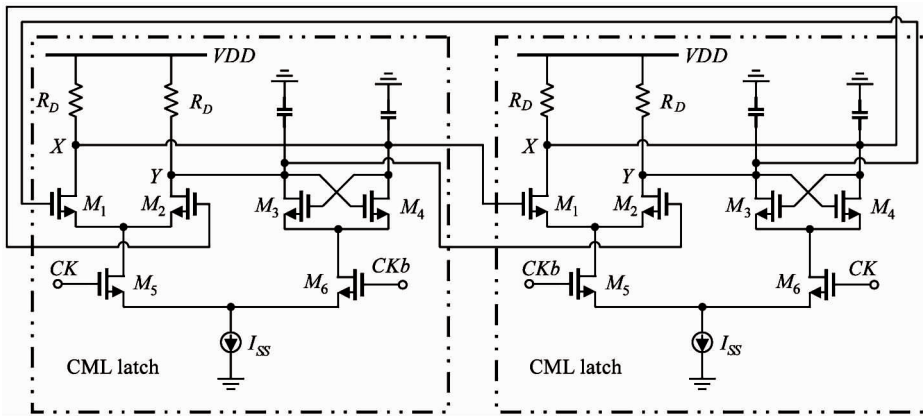 VDD
R_D
R_D
X
Y
M_1
M_2
M_3
M_4
CK
M_5
M_6
CKb
I_SS
CML latch
VDD
R_D
R_D
X
Y
M_1
M_2
M_3
M_4
CKb
M_5
M_6
CK
I_SS
CML latch